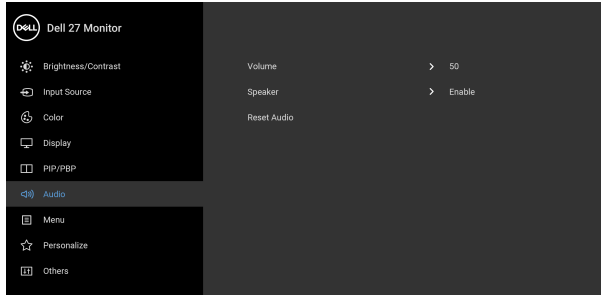 DELL Dell 27 Monitor
Brightness/Contrast
Volume 50
Input Source
Speaker Enable
Color
Reset Audio
Display
PIP/PBP
Audio
Menu
Personalize
Others